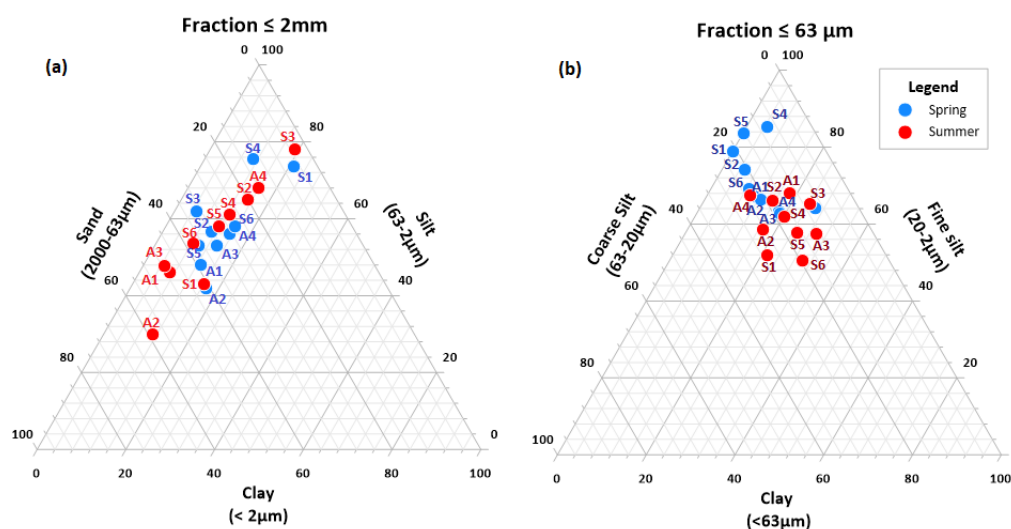 Fraction ≤ 2mm
(a)
0 100
20
80
40
60
60
40
80
20
100
0
0
20
40
60
80
100
Sand
(2000-63µm)
Silt
(63-2µm)
Clay
(< 2µm)
S3
S4
S1
A4
S2
S3
S4
S5
S6
S2
A4
S6
S5
A3
A3
A1
A1
S1
A2
A2
Fraction ≤ 63 µm
(b)
0 100
20
80
40
60
60
40
80
20
100
0
0
20
40
60
80
100
Coarse Silt
(63-20µm)
Fine silt
(20-2µm)
Clay
(<63µm)
S4
S5
S1
S2
S6
A1
S2
A1
S3
A4
A2
A4
A3
S4
A2
S5
A3
S1
S6
Legend
Spring
Summer